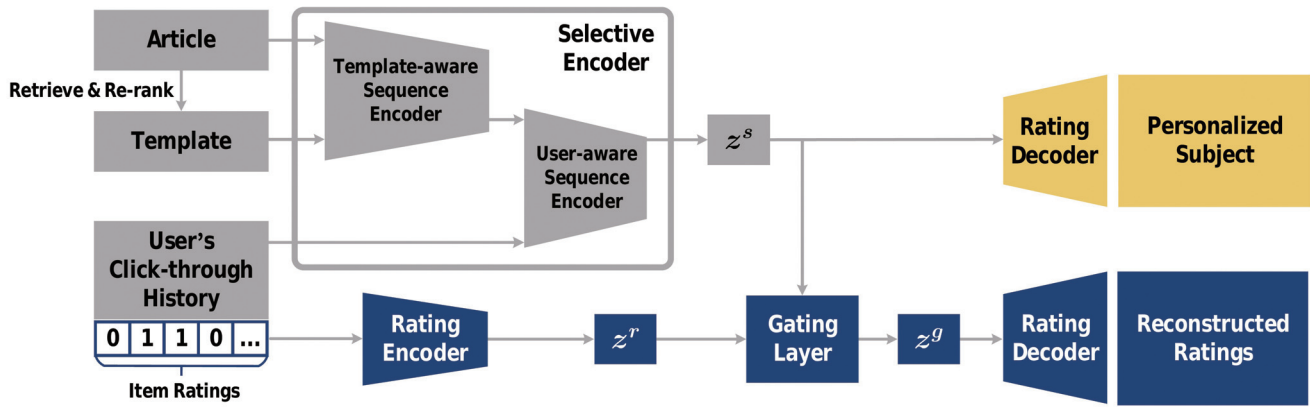 Article
Retrieve & Re-rank
Template
Template-aware
Sequence
Encoder
Selective
Encoder
User-aware
Sequence
Encoder
z^s
Rating
Decoder
Personalized
Subject
User's
Click-through
History
0 1 1 0 ...
Item Ratings
Rating
Encoder
z^r
Gating
Layer
z^g
Rating
Decoder
Reconstructed
Ratings